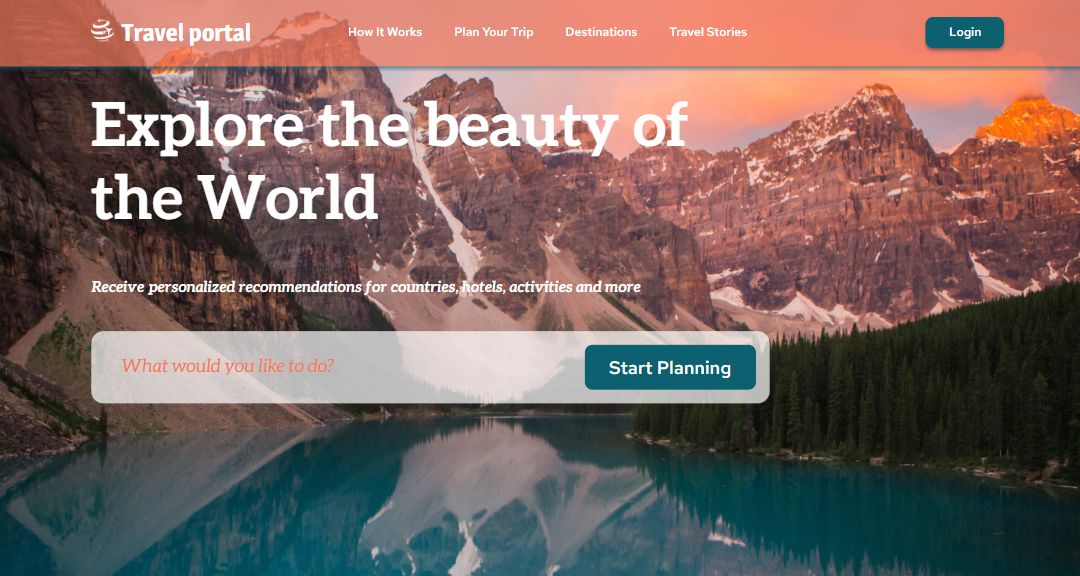 Travel portal
How It Works
Plan Your Trip
Destinations
Travel Stories
Login
Explore the beauty of
the World
Receive personalized recommendations for countries, hotels, activities and more
What would you like to do?
Start Planning